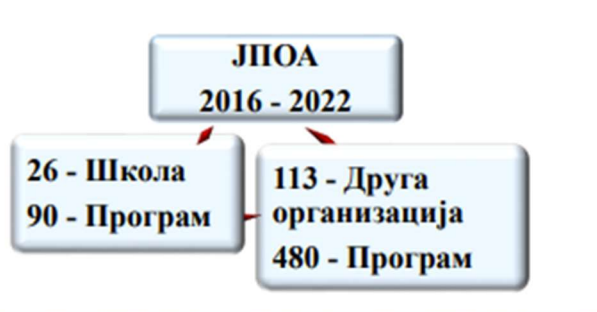 ЈПОА
2016 - 2022
26 - Школа
90 - Програм
113 - Друга
организација
480 - Програм